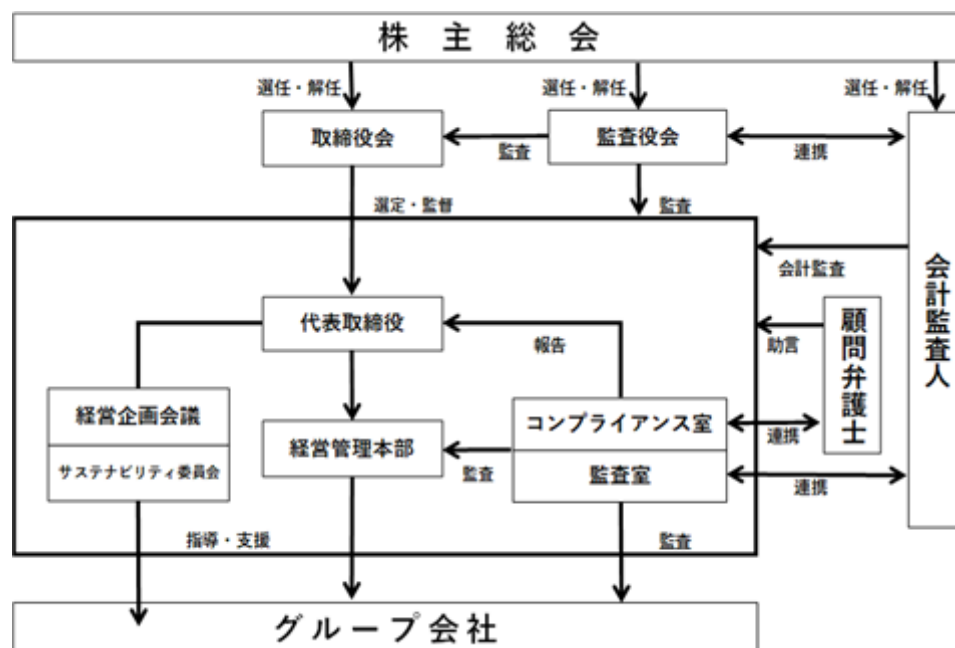 株主総会
選任・解任
選任・解任
選任・解任
取締役会
監査
監査役会
連携
選定・監督
監査
会計監査
会計監査人
代表取締役
報告
助言
顧問弁護士
経営企画会議
サステナビリティ委員会
経営管理本部
監査
コンプライアンス室
監査室
連携
連携
指導・支援
監査
グループ会社